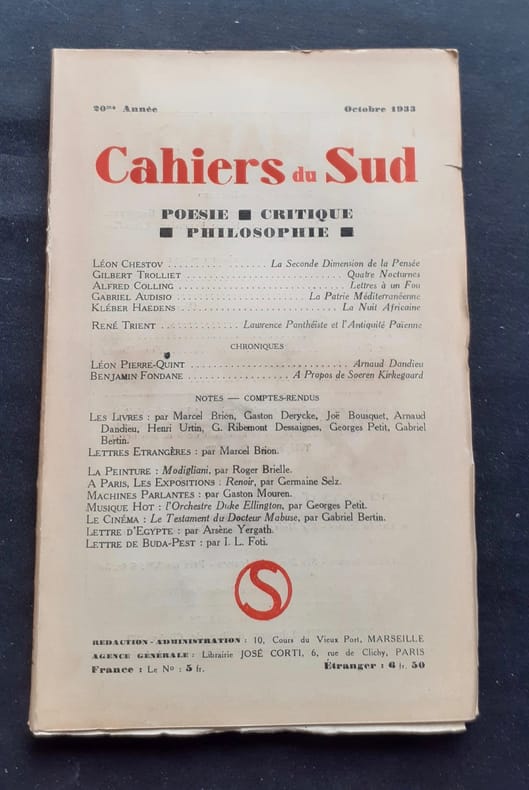 20me Année Octobre 1933
Cahiers du Sud
POESIE ■ CRITIQUE
■ PHILOSOPHIE ■
LÉON CHESTOV . . . . . . . . . . . . . . . . . La Seconde Dimension de la Pensée
GILBERT TROLLIET . . . . . . . . . . . . . . . . . . . . . . . . . Quatre Nocturnes
ALFRED COLLING . . . . . . . . . . . . . . . . . . . . . . . . . . . Lettres à un Fou
GABRIEL AUDISIO . . . . . . . . . . . . . . . . . . . . La Patrie Méditerranéenne
KLÉBER HAEDENS . . . . . . . . . . . . . . . . . . . . . . . . . La Nuit Africaine
RENÉ TRIENT . . . . . . . . . . . . Lawrence Panthéiste et l'Antiquité Païenne
CHRONIQUES
LÉON PIERRE-QUINT . . . . . . . . . . . . . . . . . . . . . . . . . . . . Arnaud Dandieu
BENJAMIN FONDANE . . . . . . . . . . . . . . . . . . A Propos de Soeren Kirkegaard
NOTES — COMPTES-RENDUS
LES LIVRES : par Marcel Brien, Gaston Derycke, Joë Bousquet, Arnaud
Dandieu, Henri Urtin, G. Ribemont Dessaignes, Georges Petit, Gabriel
Bertin.
LETTRES ETRANGÈRES : par Marcel Brion.
LA PEINTURE : Modigliani, par Roger Brielle.
A PARIS, LES EXPOSITIONS : Renoir, par Germaine Selz.
MACHINES PARLANTES : par Gaston Mouren.
MUSIQUE HOT : l'Orchestre Duke Ellington, par Georges Petit.
LE CINÉMA : Le Testament du Docteur Mabuse, par Gabriel Bertin.
LETTRE D'EGYPTE : par Arsène Yergath.
LETTRE DE BUDA-PEST : par I. L. Foti.
S
REDACTION - ADMINISTRATION : 10, Cours du Vieux Port, MARSEILLE
AGENCE GÉNÉRALE : Librairie JOSÉ CORTI, 6, rue de Clichy, PARIS
France : Le No : 5 fr. Étranger : 6 fr. 50